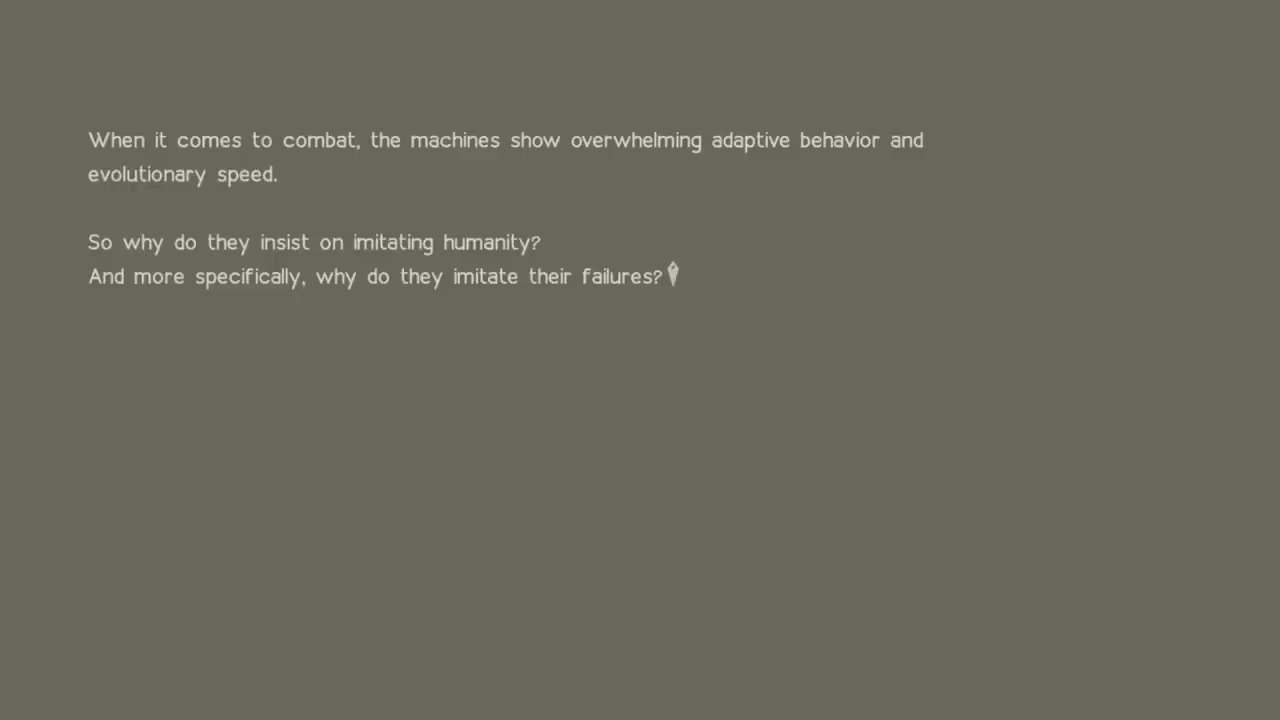 When it comes to combat, the machines show overwhelming adaptive behavior and
evolutionary speed.
So why do they insist on imitating humanity?
And more specifically, why do they imitate their failures?